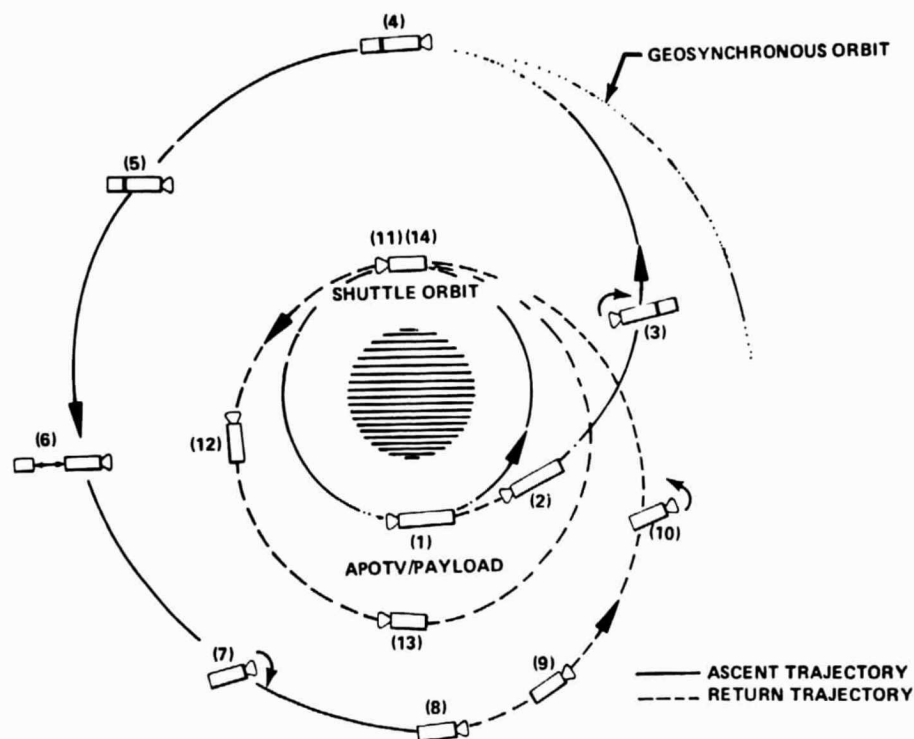 (4)
GEOSYNCHRONOUS ORBIT
(5)
(11) (14)
SHUTTLE ORBIT
(3)
(6)
(12)
(2)
(10)
(1)
APOTV/PAYLOAD
(13)
(7)
(9)
(8)
ASCENT TRAJECTORY
RETURN TRAJECTORY